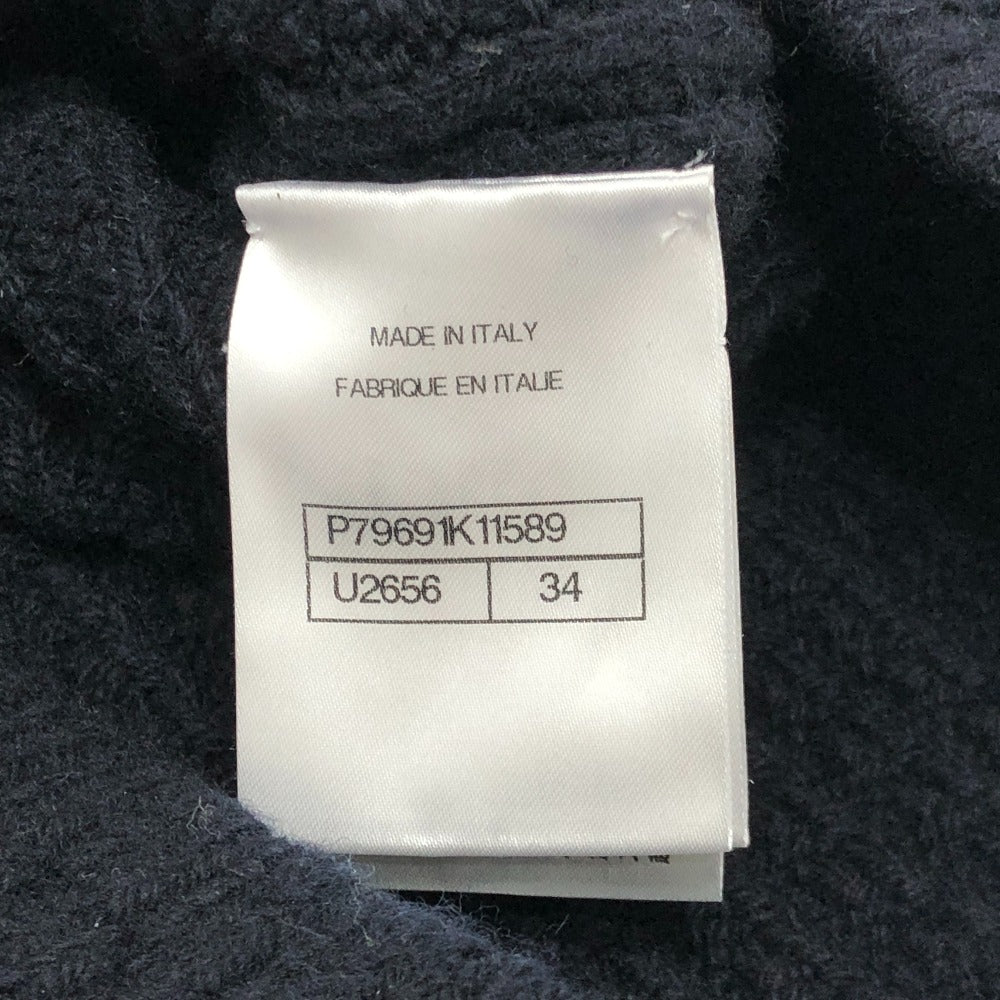 MADE IN ITALY
FABRIQUE EN ITALIE
P79691K11589
U2656 34